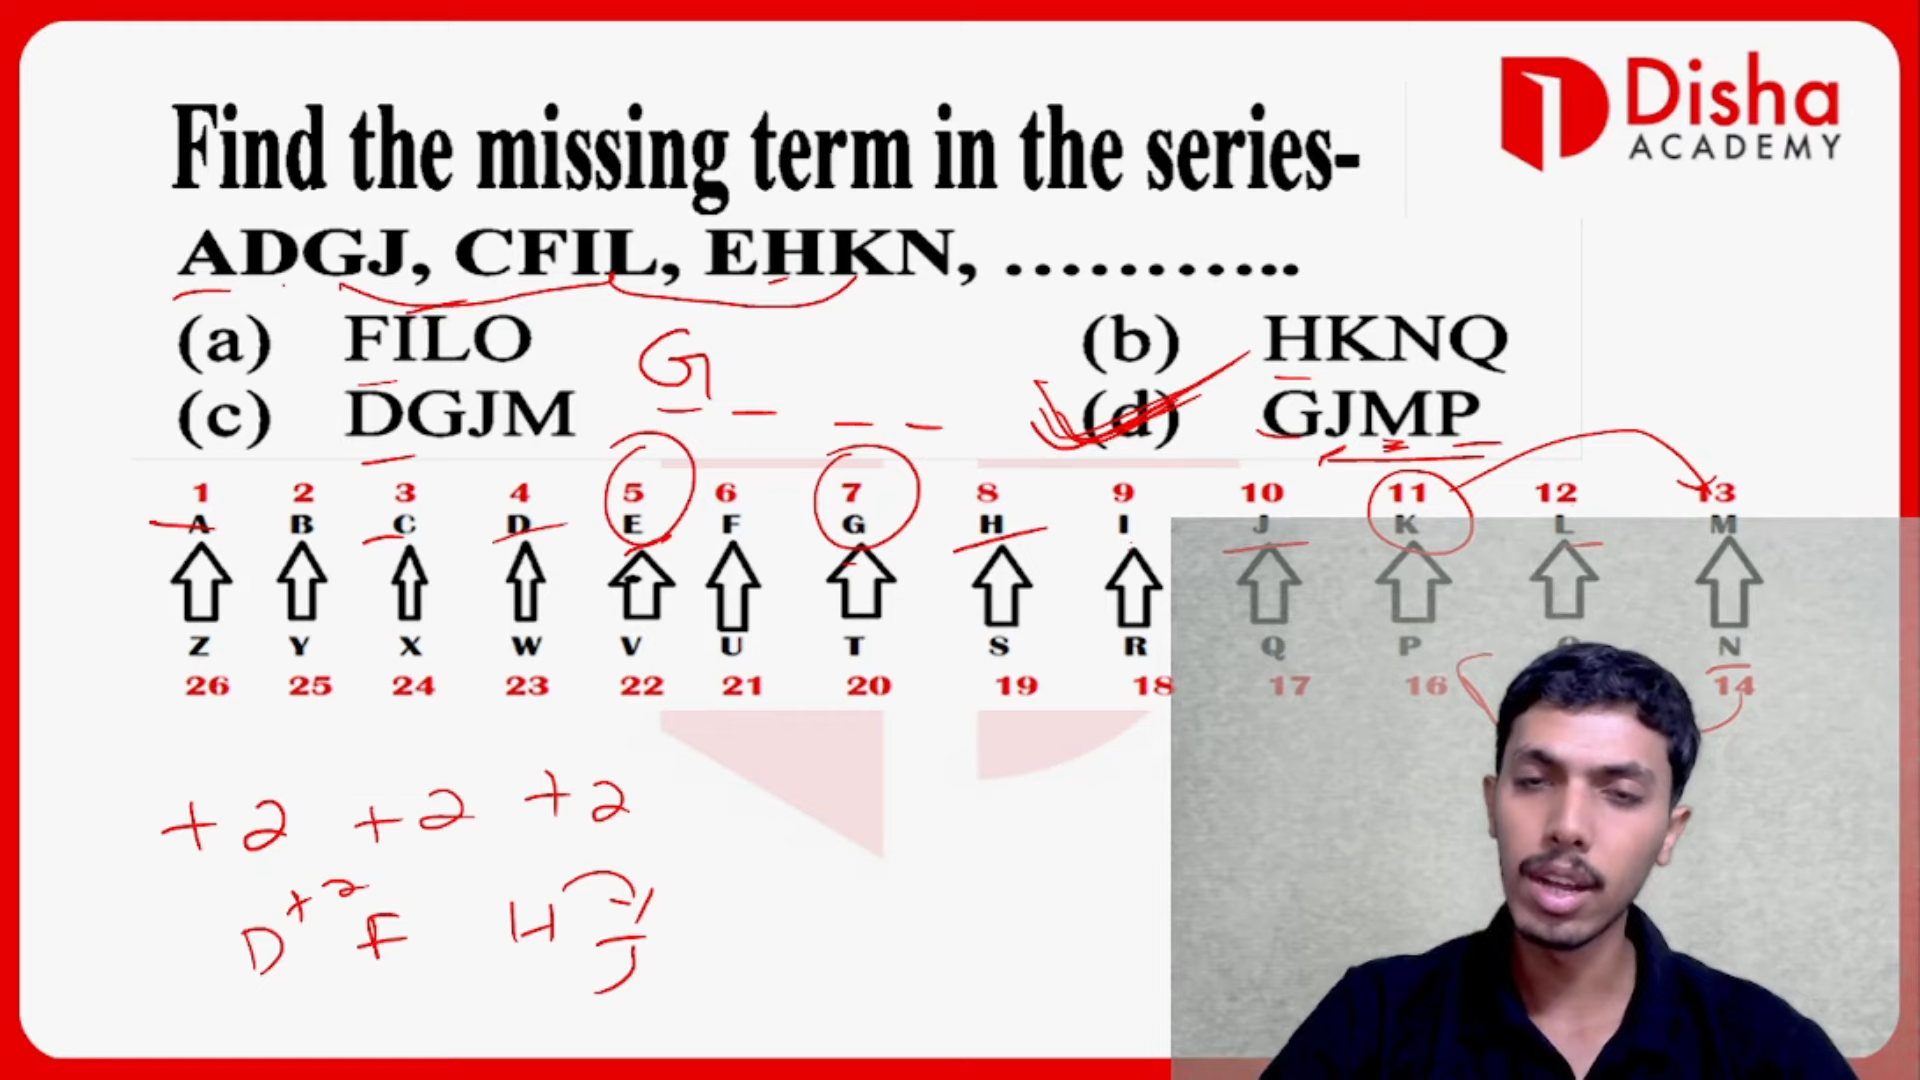 Disha
ACADEMY
Find the missing term in the series-
ADGJ, CFIL, EHKN, ...........
(a) FILO (b) HKNQ
(c) DGJM (d) GJMP
G
1 2 3 4 5 6 7 8 9 10 11 12 13
A B C D E F G H I J K L M
Z Y X W V U T S R Q P N
26 25 24 23 22 21 20 19 18 17 16 14
+2 +2 +2
D +2 F H J